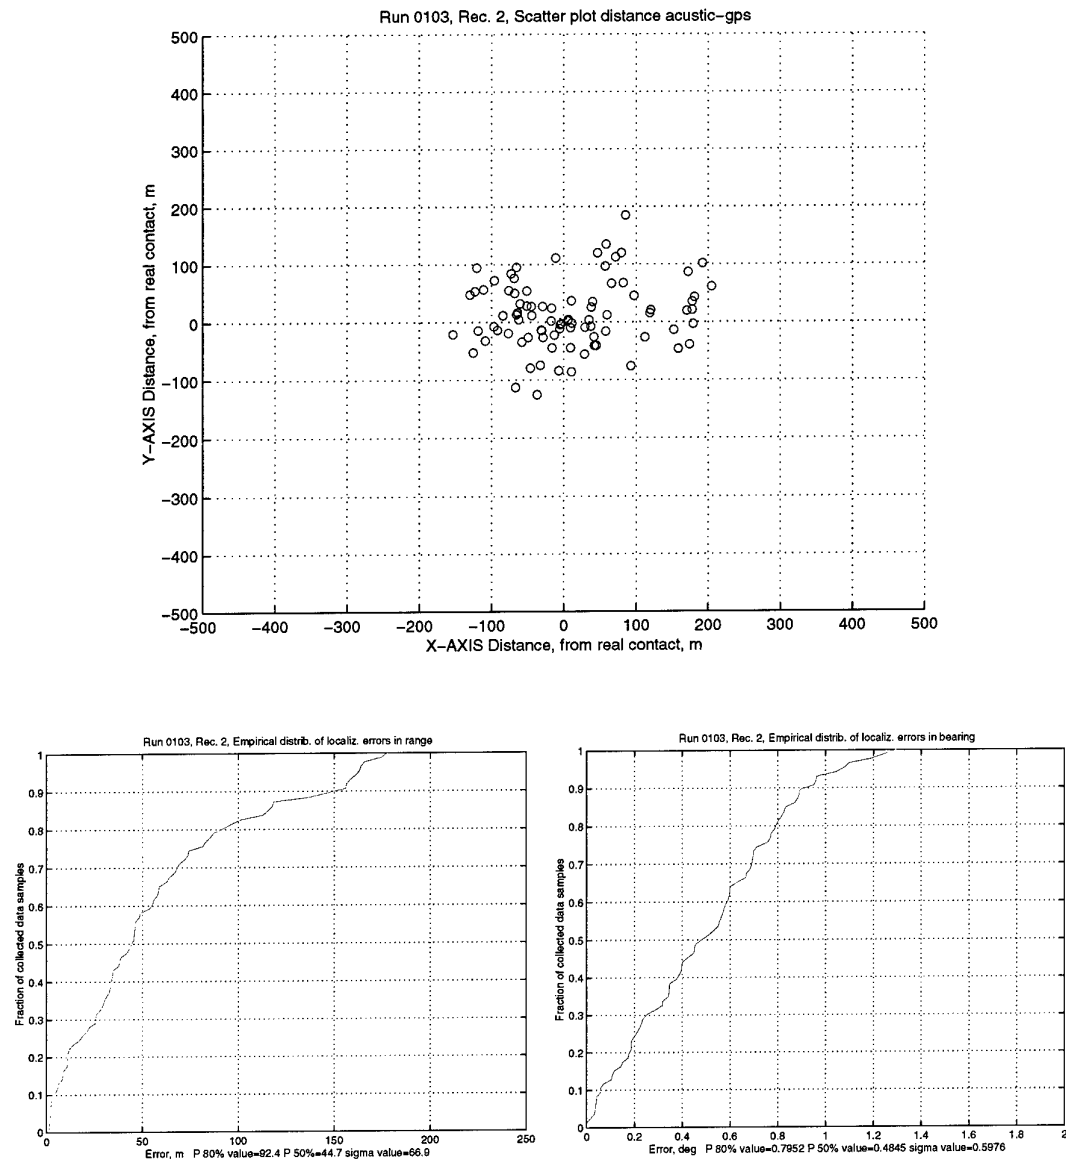 Run 0103, Rec. 2, Scatter plot distance acustic-gps
500
400
300
200
100
0
-100
-200
-300
-400
-500
Y-AXIS Distance, from real contact, m
-500 -400 -300 -200 -100 0 100 200 300 400 500
X-AXIS Distance, from real contact, m
Run 0103, Rec. 2, Empirical distrib. of localiz. errors in range
1
0.9
0.8
0.7
0.6
0.5
0.4
0.3
0.2
0.1
0
Fraction of collected data samples
0 50 100 150 200 250
Error, m P 80% value=92.4 P 50%=44.7 sigma value=66.9
Run 0103, Rec. 2, Empirical distrib. of localiz. errors in bearing
1
0.9
0.8
0.7
0.6
0.5
0.4
0.3
0.2
0.1
0
Fraction of collected data samples
0 0.2 0.4 0.6 0.8 1 1.2 1.4 1.6 1.8 2
Error, deg P 80% value=0.7952 P 50% value=0.4845 sigma value=0.5976